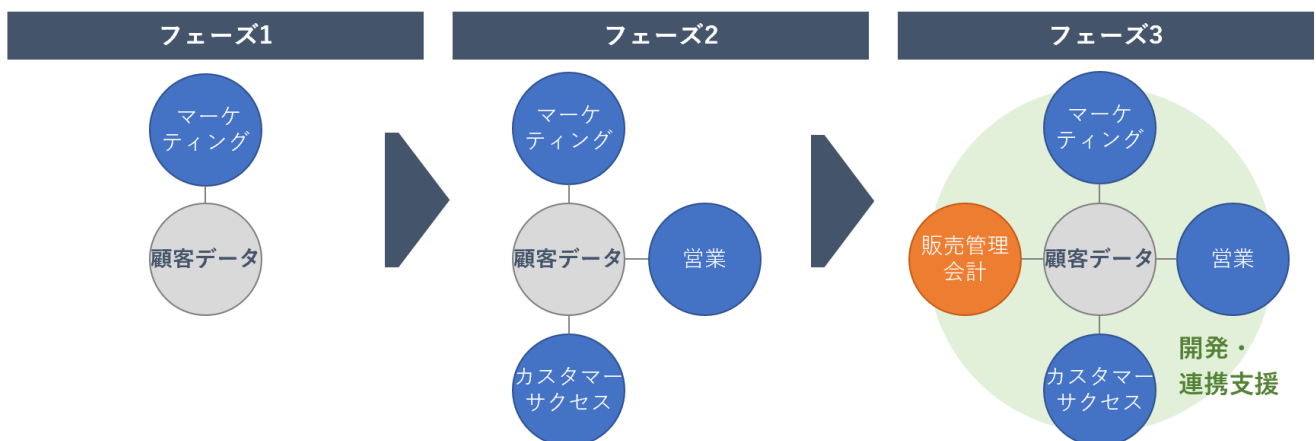 フェーズ1
マーケ
ティング
顧客データ
フェーズ2
マーケ
ティング
顧客データ
営業
カスタマー
サクセス
フェーズ3
マーケ
ティング
販売管理
会計
顧客データ
営業
開発・
連携支援
カスタマー
サクセス